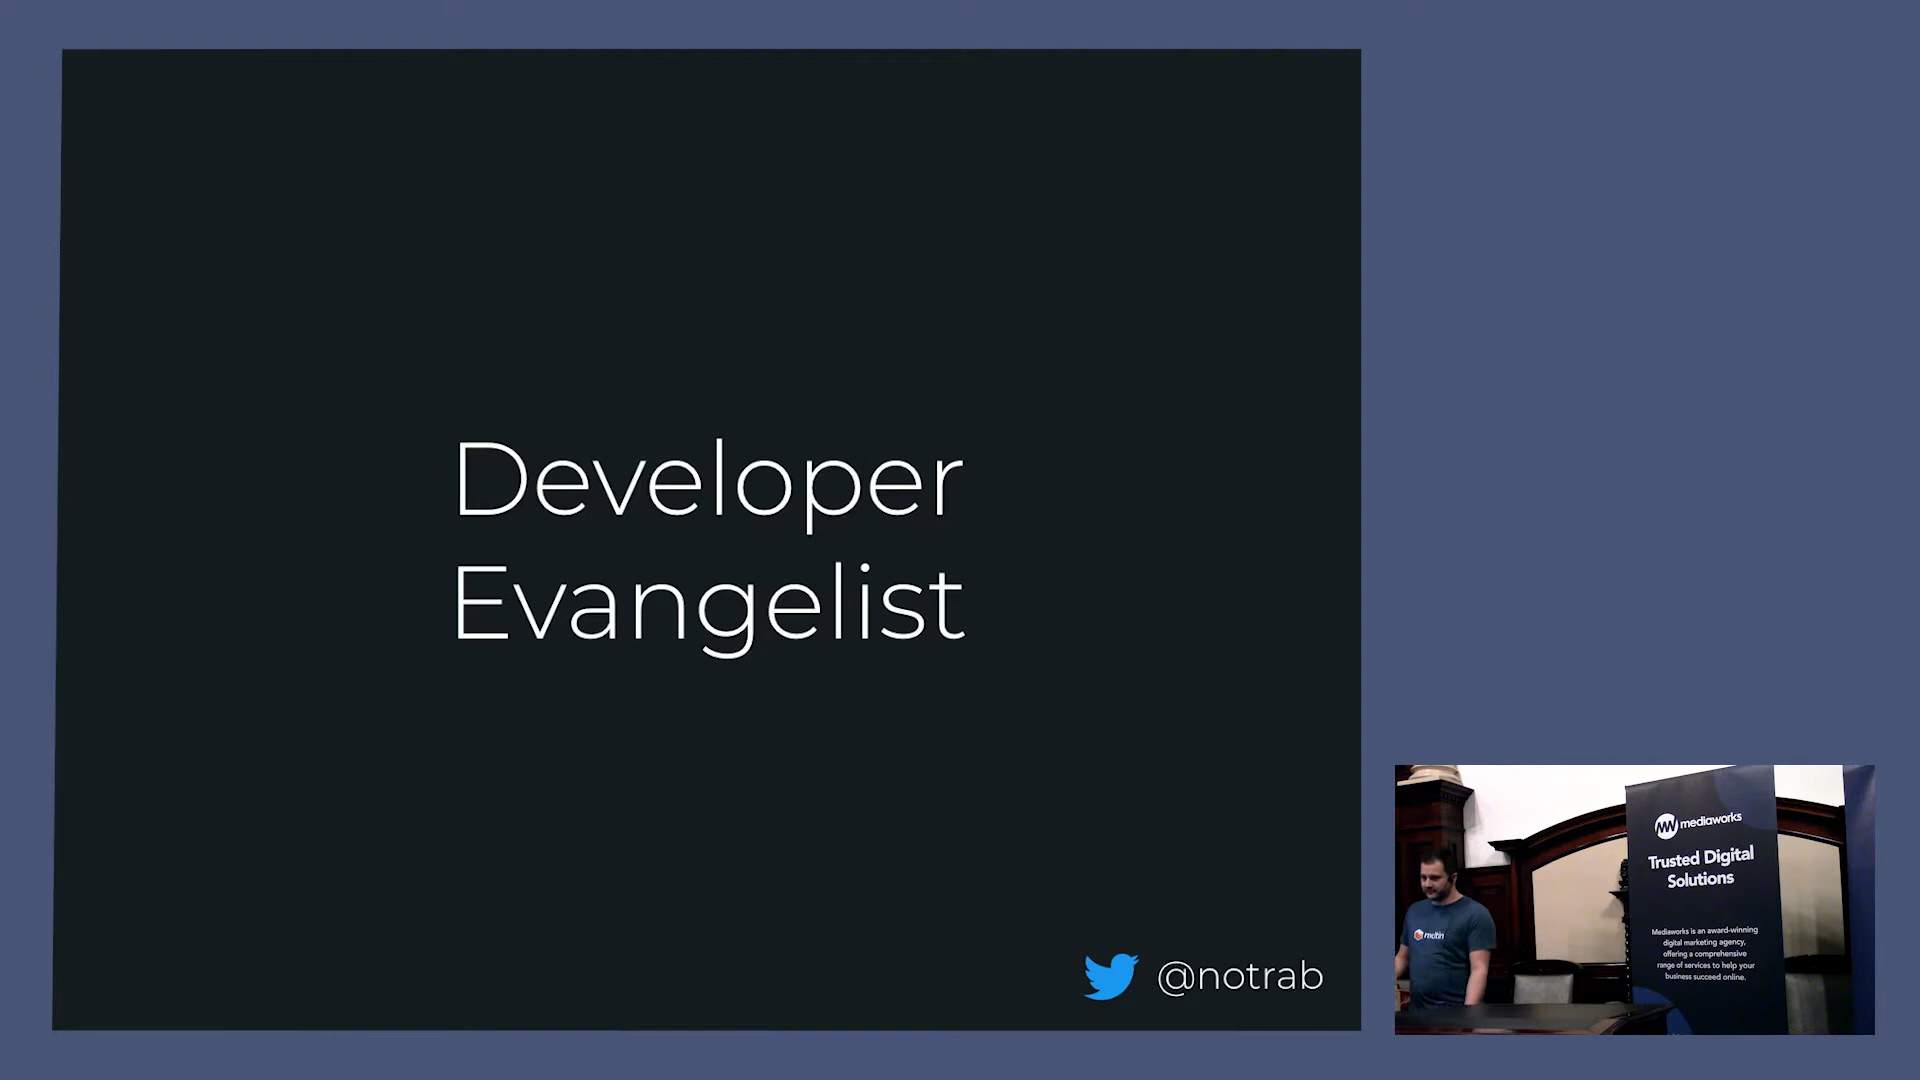 Developer
Evangelist
@notrab
moltin
mediaworks
Trusted Digital
Solutions
Mediaworks is an award-winning
digital marketing agency,
offering a comprehensive
range of services to help your
business succeed online.